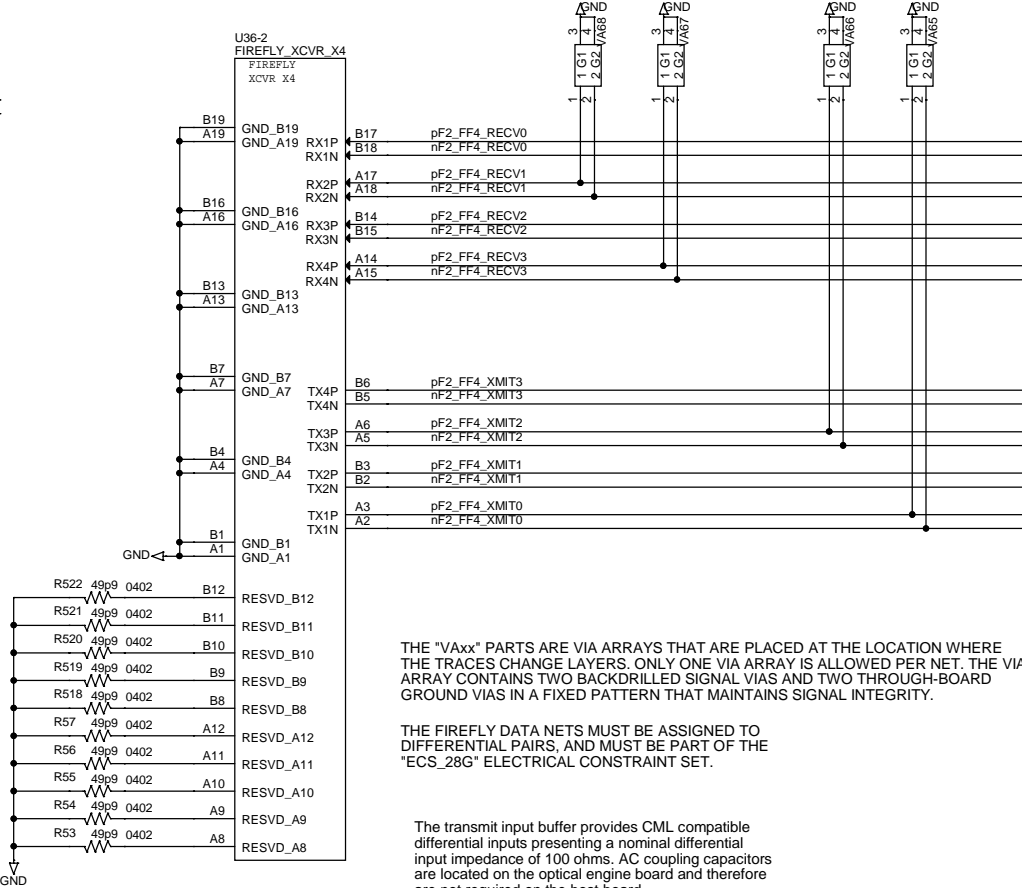 GND GND GND GND
3 4 VA68 3 4 VA67 3 4 VA66 3 4 VA65
1 G1 2 G2 1 G1 2 G2 1 G1 2 G2 1 G1 2 G2
1 2 1 2 1 2 1 2
U36-2
FIREFLY_XCVR_X4
FIREFLY
XCVR X4
B19 GND_B19
A19 GND_A19 RX1P B17 pF2_FF4_RECV0
RX1N B18 nF2_FF4_RECV0
RX2P A17 pF2_FF4_RECV1
RX2N A18 nF2_FF4_RECV1
B16 GND_B16
A16 GND_A16 RX3P B14 pF2_FF4_RECV2
RX3N B15 nF2_FF4_RECV2
RX4P A14 pF2_FF4_RECV3
RX4N A15 nF2_FF4_RECV3
B13 GND_B13
A13 GND_A13
B7 GND_B7
A7 GND_A7 TX4P B6 pF2_FF4_XMIT3
TX4N B5 nF2_FF4_XMIT3
TX3P A6 pF2_FF4_XMIT2
TX3N A5 nF2_FF4_XMIT2
B4 GND_B4
A4 GND_A4 TX2P B3 pF2_FF4_XMIT1
TX2N B2 nF2_FF4_XMIT1
TX1P A3 pF2_FF4_XMIT0
TX1N A2 nF2_FF4_XMIT0
B1 GND_B1
GND A1 GND_A1
R522 49p9 0402 B12 RESVD_B12
R521 49p9 0402 B11 RESVD_B11
R520 49p9 0402 B10 RESVD_B10
R519 49p9 0402 B9 RESVD_B9
R518 49p9 0402 B8 RESVD_B8
R57 49p9 0402 A12 RESVD_A12
R56 49p9 0402 A11 RESVD_A11
R55 49p9 0402 A10 RESVD_A10
R54 49p9 0402 A9 RESVD_A9
R53 49p9 0402 A8 RESVD_A8
GND
THE "VAxx" PARTS ARE VIA ARRAYS THAT ARE PLACED AT THE LOCATION WHERE
THE TRACES CHANGE LAYERS. ONLY ONE VIA ARRAY IS ALLOWED PER NET. THE VIA
ARRAY CONTAINS TWO BACKDRILLED SIGNAL VIAS AND TWO THROUGH-BOARD
GROUND VIAS IN A FIXED PATTERN THAT MAINTAINS SIGNAL INTEGRITY.
THE FIREFLY DATA NETS MUST BE ASSIGNED TO
DIFFERENTIAL PAIRS, AND MUST BE PART OF THE
"ECS_28G" ELECTRICAL CONSTRAINT SET.
The transmit input buffer provides CML compatible
differential inputs presenting a nominal differential
input impedance of 100 ohms. AC coupling capacitors
are located on the optical engine board and therefore
are not required on the host board